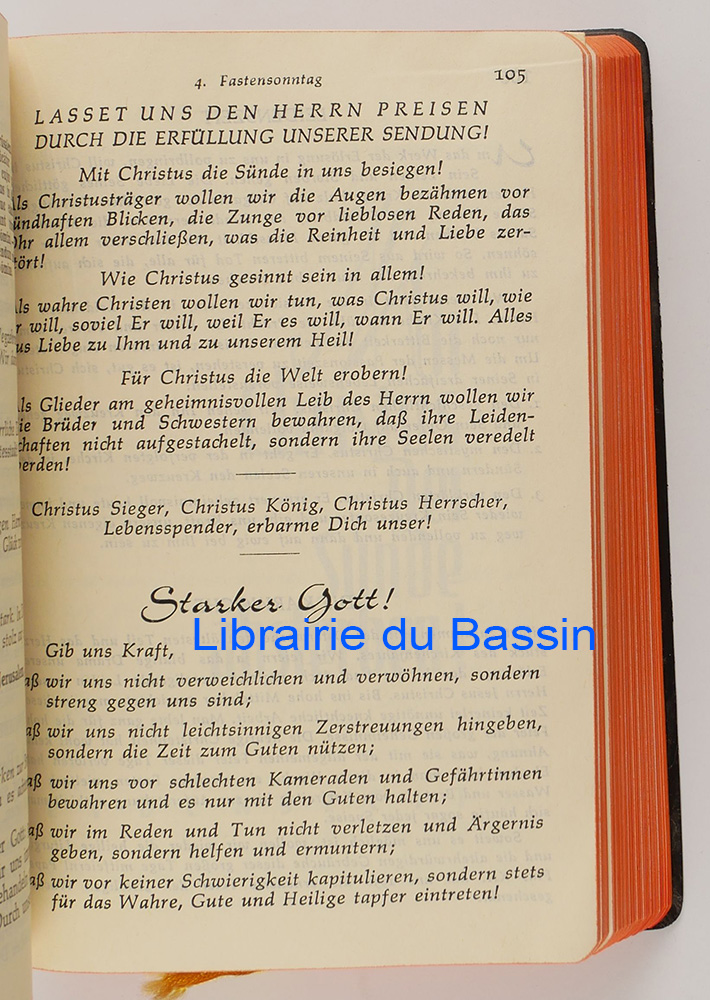 4. Fastensonntag 105
LASSET UNS DEN HERRN PREISEN
DURCH DIE ERFÜLLUNG UNSERER SENDUNG!
Mit Christus die Sünde in uns besiegen!
Als Christusträger wollen wir die Augen bezähmen vor
sündhaften Blicken, die Zunge vor lieblosen Reden, das
Ohr allem verschließen, was die Reinheit und Liebe zer-
stört!
Wie Christus gesinnt sein in allem!
Als wahre Christen wollen wir tun, was Christus will, wie
Er will, soviel Er will, weil Er es will, wann Er will. Alles
aus Liebe zu Ihm und zu unserem Heil!
Für Christus die Welt erobern!
Als Glieder am geheimnisvollen Leib des Herrn wollen wir
die Brüder und Schwestern bewahren, daß ihre Leiden-
schaften nicht aufgestachelt, sondern ihre Seelen veredelt
werden!
Christus Sieger, Christus König, Christus Herrscher,
Lebensspender, erbarme Dich unser!
Starker Gott!
Librairie du Bassin
Gib uns Kraft,
daß wir uns nicht verweichlichen und verwöhnen, sondern
streng gegen uns sind;
daß wir uns nicht leichtsinnigen Zerstreuungen hingeben,
sondern die Zeit zum Guten nützen;
daß wir uns vor schlechten Kameraden und Gefährtinnen
bewahren und es nur mit den Guten halten;
daß wir im Reden und Tun nicht verletzen und Ärgernis
geben, sondern helfen und ermuntern;
daß wir vor keiner Schwierigkeit kapitulieren, sondern stets
für das Wahre, Gute und Heilige tapfer eintreten!